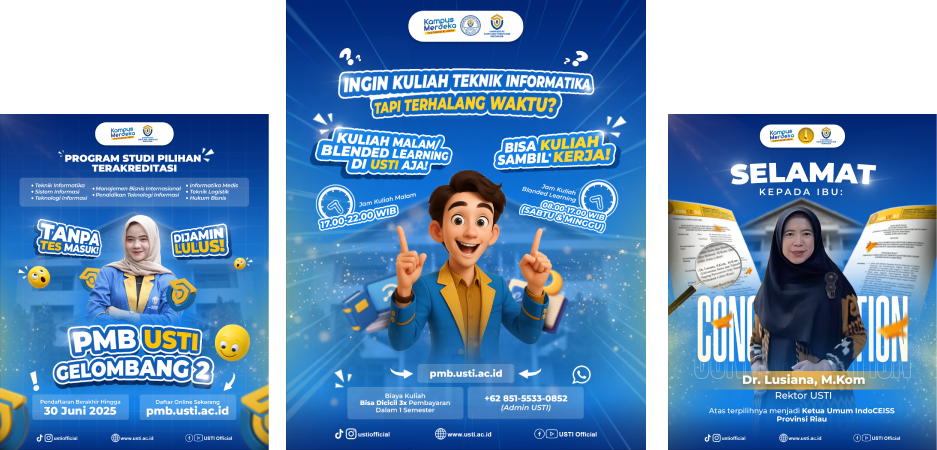 Kampus
Merdeka
PROGRAM STUDI PILIHAN
TERAKREDITASI
• Teknik Informatika
• Sistem Informasi
• Teknologi Informasi
• Manajemen Bisnis Internasional
• Pendidikan Teknologi Informasi
• Informatika Medis
• Teknik Logistik
• Hukum Bisnis
TANPA
TES MASUK!
DIJAMIN
LULUS!
PMB USTI
GELOMBANG 2
Pendaftaran Berakhir Hingga
30 Juni 2025
Daftar Online Sekarang
pmb.usti.ac.id
ustiofficial
www.usti.ac.id
USTI Official
Kampus
Merdeka
INGIN KULIAH TEKNIK INFORMATIKA
TAPI TERHALANG WAKTU?
KULIAH MALAM/
BLENDED LEARNING
DI USTI AJA!
BISA KULIAH
SAMBIL KERJA!
Jam Kuliah Malam
17.00-22.00 WIB
Jam Kuliah
Blanded Learning
08.00-17.00 WIB
(SABTU & MINGGU)
pmb.usti.ac.id
Biaya Kuliah
Bisa Dicicil 3x Pembayaran
Dalam 1 Semester
+62 851-5533-0852
(Admin USTI)
ustiofficial
www.usti.ac.id
USTI Official
Kampus
Merdeka
SELAMAT
KEPADA IBU:
Dr. Lusiana, M.Kom
Rektor USTI
Atas terpilihnya menjadi Ketua Umum IndoCEISS
Provinsi Riau
ustiofficial
www.usti.ac.id
USTI Official